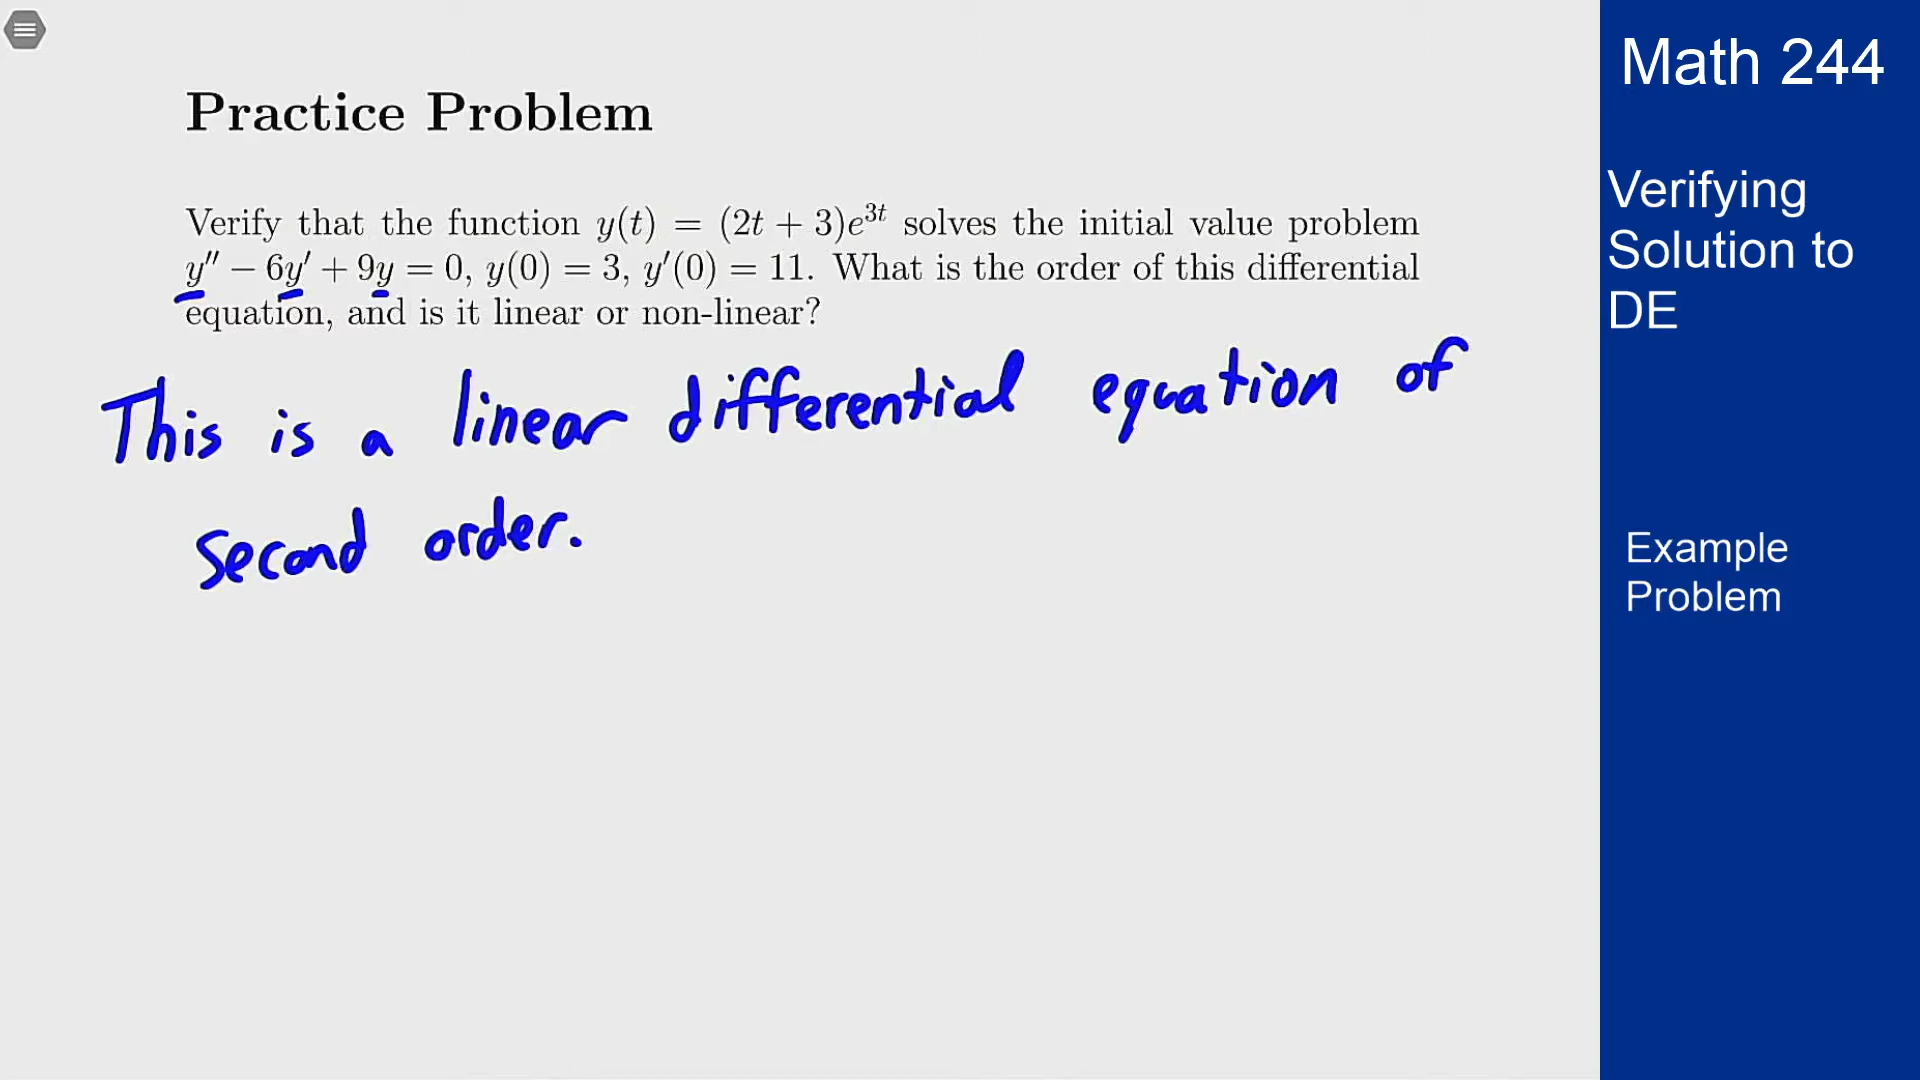 Practice Problem
Verify that the function y(t) = (2t + 3)e^{3t} solves the initial value problem
y″ − 6y′ + 9y = 0, y(0) = 3, y′(0) = 11. What is the order of this differential
equation, and is it linear or non-linear?
This is a linear differential equation of
second order.
Math 244
Verifying
Solution to
DE
Example
Problem